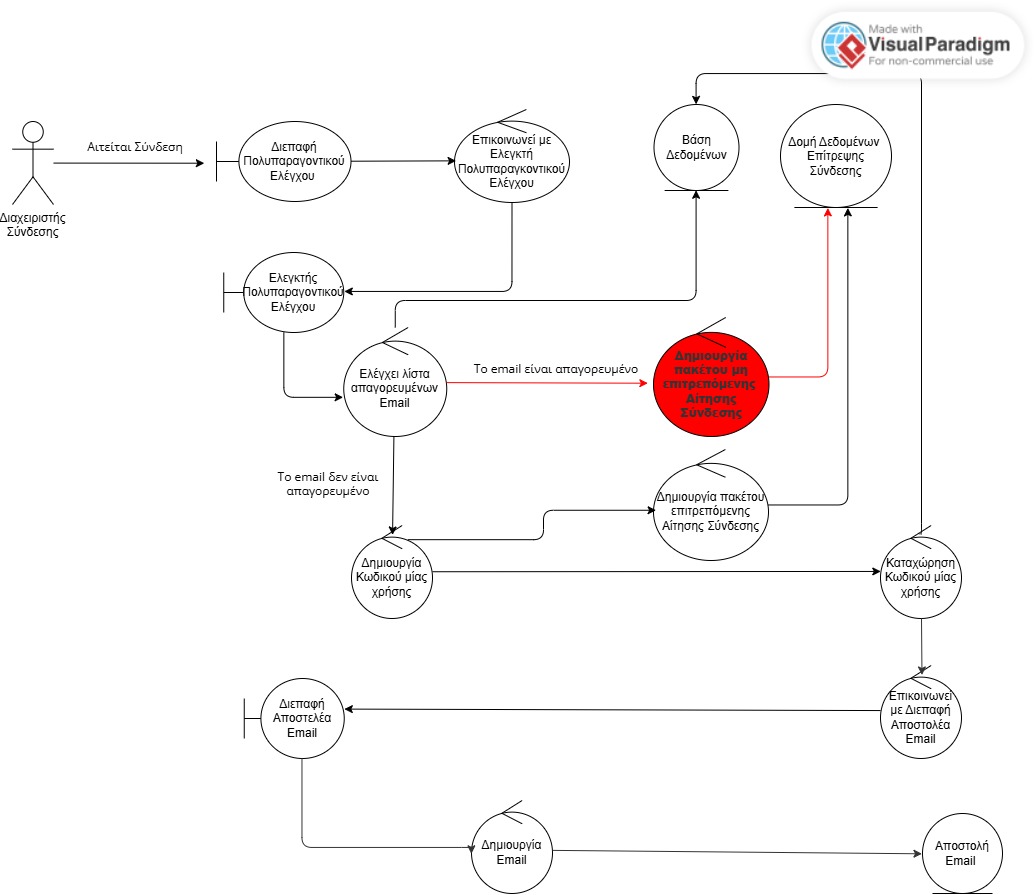 Made with
Visual Paradigm
For non-commercial use
Αιτείται Σύνδεση
Διαχειριστής
Σύνδεσης
Διεπαφή
Πολυπαραγοντικού
Ελέγχου
Επικοινωνεί με
Ελεγκτή
Πολυπαραγκοντικού
Ελέγχου
Βάση
Δεδομένων
Δομή Δεδομένων
Επίτρεψης
Σύνδεσης
Ελεγκτής
Πολυπαραγοντικού
Ελέγχου
Ελέγχει λίστα
απαγορευμένων
Email
Το email είναι απαγορευμένο
Δημιουργία
πακέτου μη
επιτρεπόμενης
Αίτησης
Σύνδεσης
Το email δεν είναι
απαγορευμένο
Δημιουργία πακέτου
επιτρεπόμενης
Αίτησης Σύνδεσης
Δημιουργία
Κωδικού μίας
χρήσης
Καταχώρηση
Κωδικού μίας
χρήσης
Διεπαφή
Αποστελέα
Email
Επικοινωνεί
με Διεπαφή
Αποστολέα
Email
Δημιουργία
Email
Αποστολή
Email